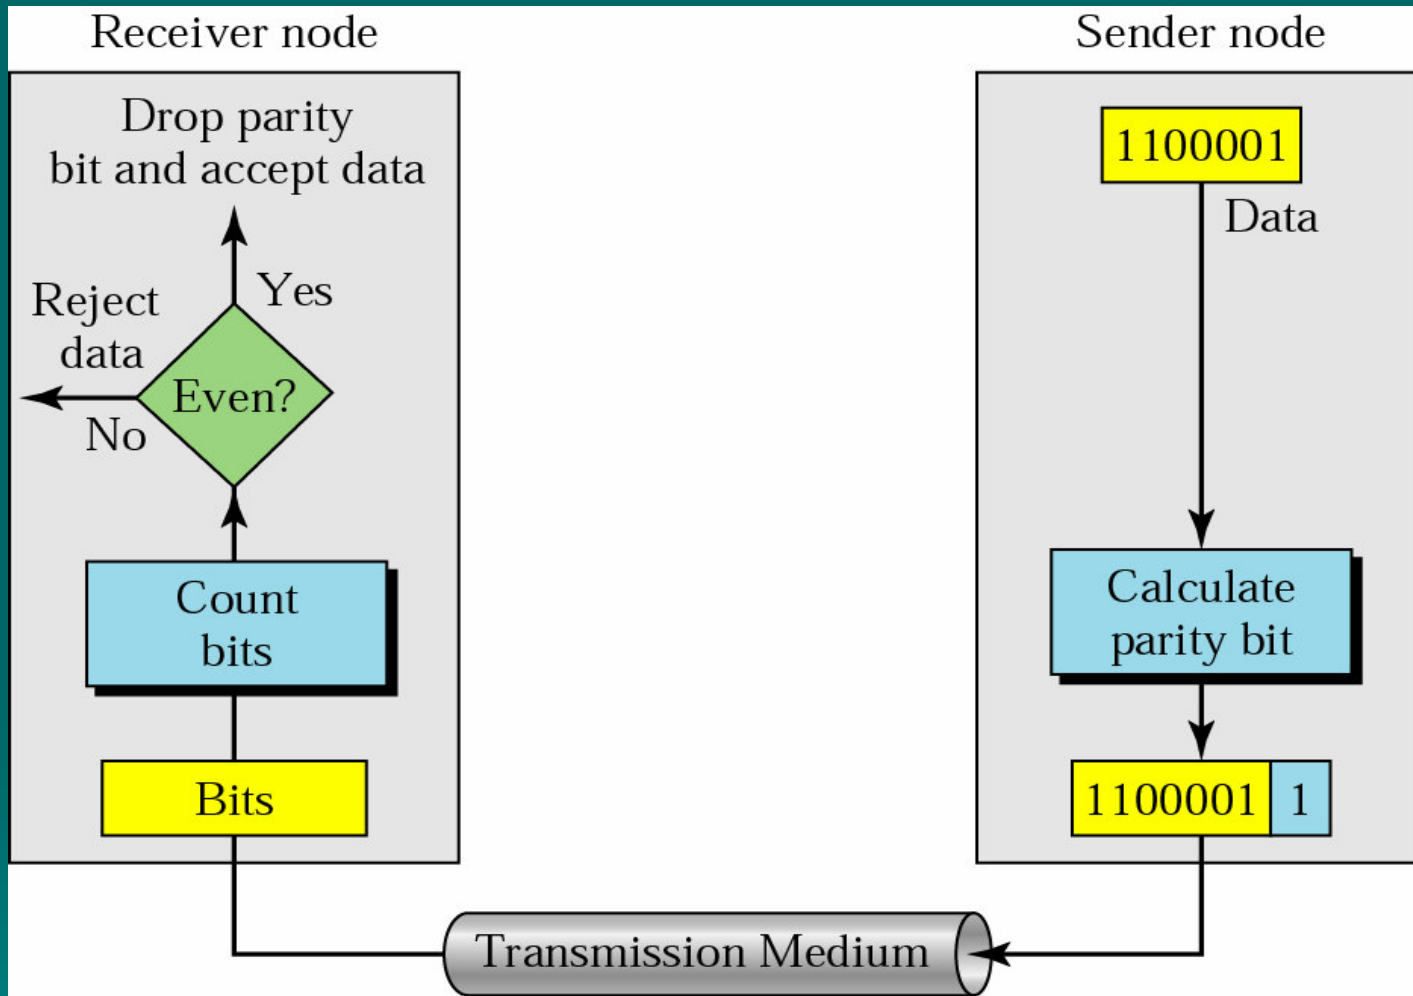 Receiver node
Drop parity
bit and accept data
Yes
Reject
data
Even?
No
Count
bits
Bits
Transmission Medium
Sender node
1100001
Data
Calculate
parity bit
1100001 1